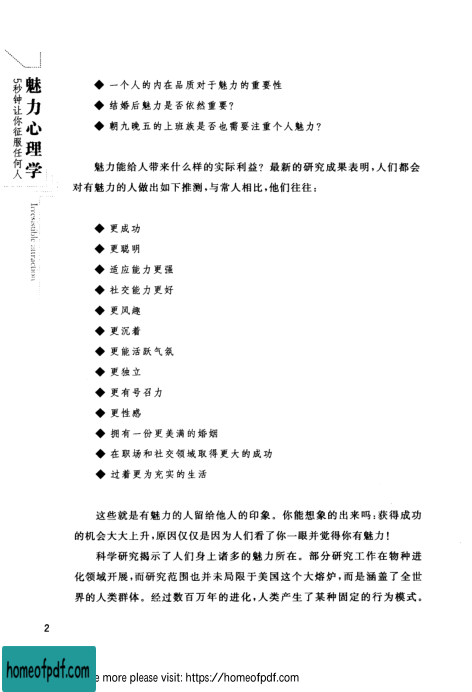 魅力心理学
5秒钟让你征服任何人
Irresistible attraction
◆ 一个人的内在品质对于魅力的重要性
◆ 结婚后魅力是否依然重要?
◆ 朝九晚五的上班族是否也需要注重个人魅力?
魅力能给人带来什么样的实际利益? 最新的研究成果表明,人们都会
对有魅力的人做出如下推测,与常人相比,他们往往:
◆ 更成功
◆ 更聪明
◆ 适应能力更强
◆ 社交能力更好
◆ 更风趣
◆ 更沉着
◆ 更能活跃气氛
◆ 更独立
◆ 更有号召力
◆ 更性感
◆ 拥有一份更美满的婚姻
◆ 在职场和社交领域取得更大的成功
◆ 过着更为充实的生活
这些就是有魅力的人留给他人的印象。你能想象的出来吗:获得成功
的机会大大上升,原因仅仅是因为人们看了你一眼并觉得你有魅力!
科学研究揭示了人们身上诸多的魅力所在。部分研究工作在物种进
化领域开展,而研究范围也并未局限于美国这个大熔炉,而是涵盖了全世
界的人类群体。经过数百万年的进化,人类产生了某种固定的行为模式。
2
homeofpdf.com
e more please visit: https://homeofpdf.com